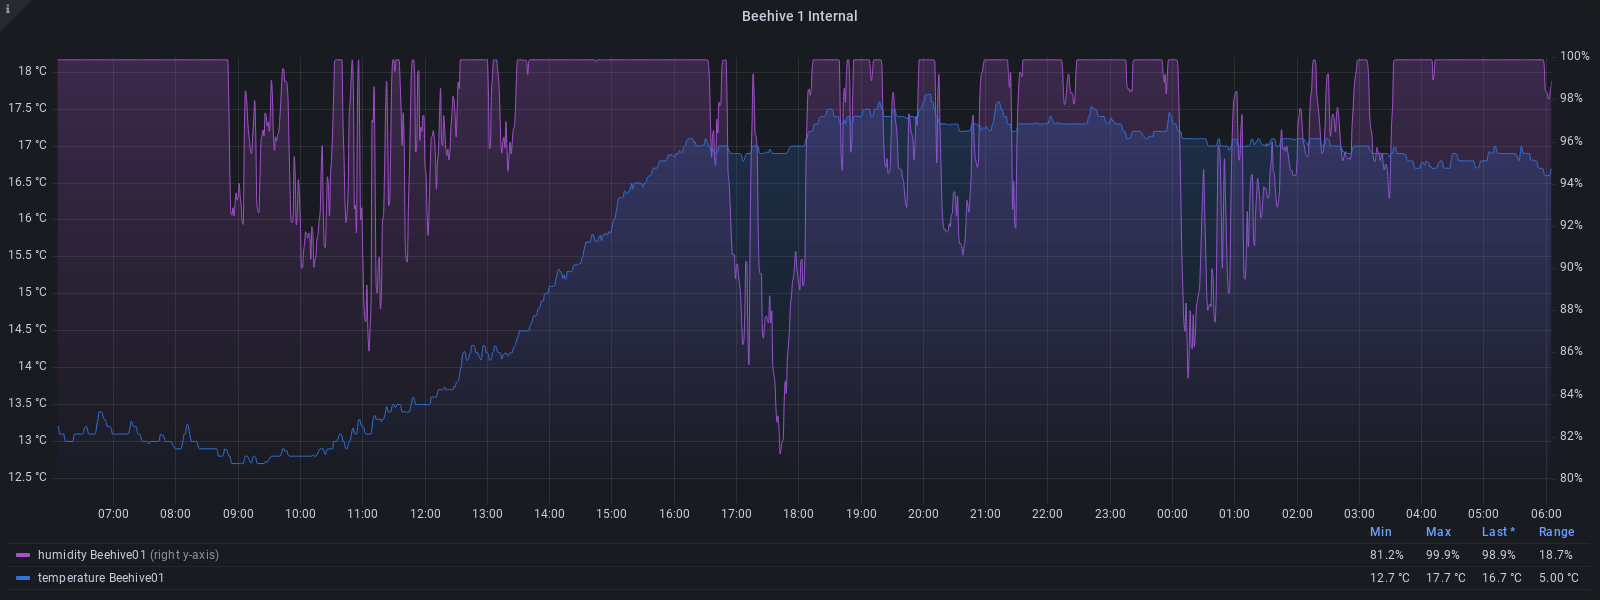 i
Beehive 1 Internal
18 °C
17.5 °C
17 °C
16.5 °C
16 °C
15.5 °C
15 °C
14.5 °C
14 °C
13.5 °C
13 °C
12.5 °C
100%
98%
96%
94%
92%
90%
88%
86%
84%
82%
80%
07:00 08:00 09:00 10:00 11:00 12:00 13:00 14:00 15:00 16:00 17:00 18:00 19:00 20:00 21:00 22:00 23:00 00:00 01:00 02:00 03:00 04:00 05:00 06:00
Min Max Last * Range
humidity Beehive01 (right y-axis) 81.2% 99.9% 98.9% 18.7%
temperature Beehive01 12.7 °C 17.7 °C 16.7 °C 5.00 °C